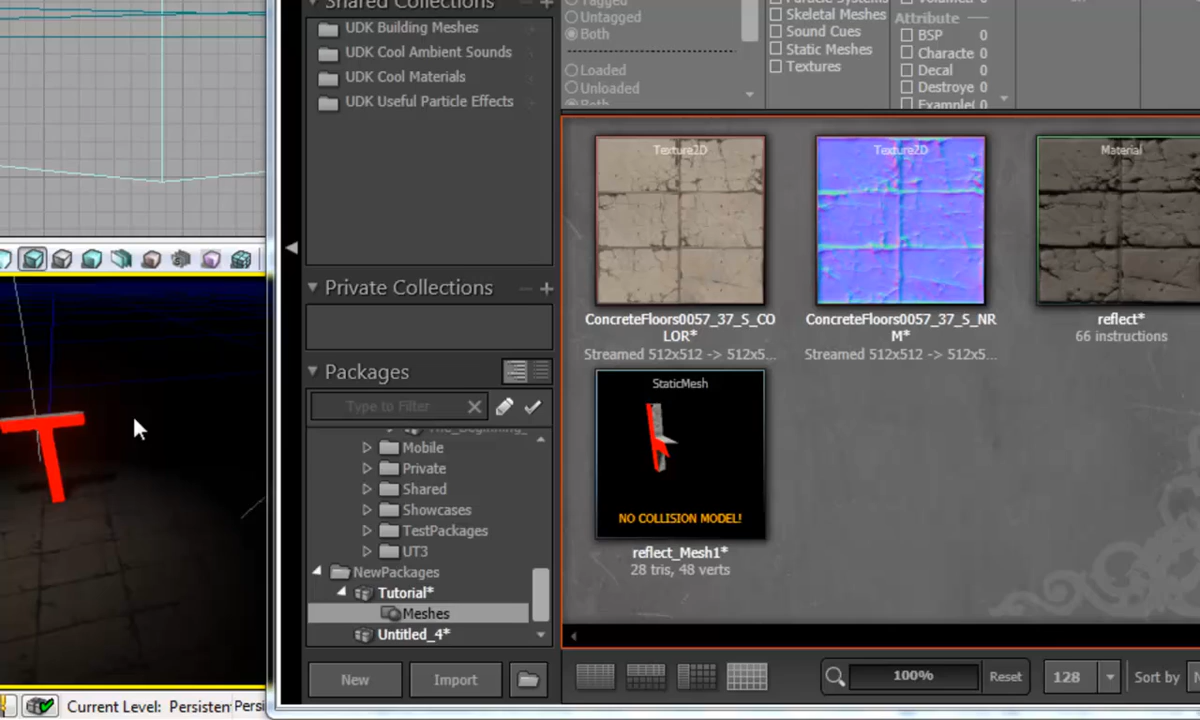 Shared Collections
UDK Building Meshes
UDK Cool Ambient Sounds
UDK Cool Materials
UDK Useful Particle Effects
Private Collections
Packages
Type to Filter
Mobile
Private
Shared
Showcases
TestPackages
UT3
NewPackages
Tutorial*
Meshes
Untitled_4*
New
Import
Tagged
Untagged
Both
Loaded
Unloaded
Both
Particle Systems
Skeletal Meshes
Sound Cues
Static Meshes
Textures
Attribute
BSP 0
Characte 0
Decal 0
Destroye 0
Example( 0
Texture2D
ConcreteFloors0057_37_S_CO
LOR*
Streamed 512x512 -> 512x5...
Texture2D
ConcreteFloors0057_37_S_NR
M*
Streamed 512x512 -> 512x5...
Material
reflect*
66 instructions
StaticMesh
NO COLLISION MODEL!
reflect_Mesh1*
28 tris, 48 verts
100%
Reset
128
Sort by
Current Level: Persisten
Persi